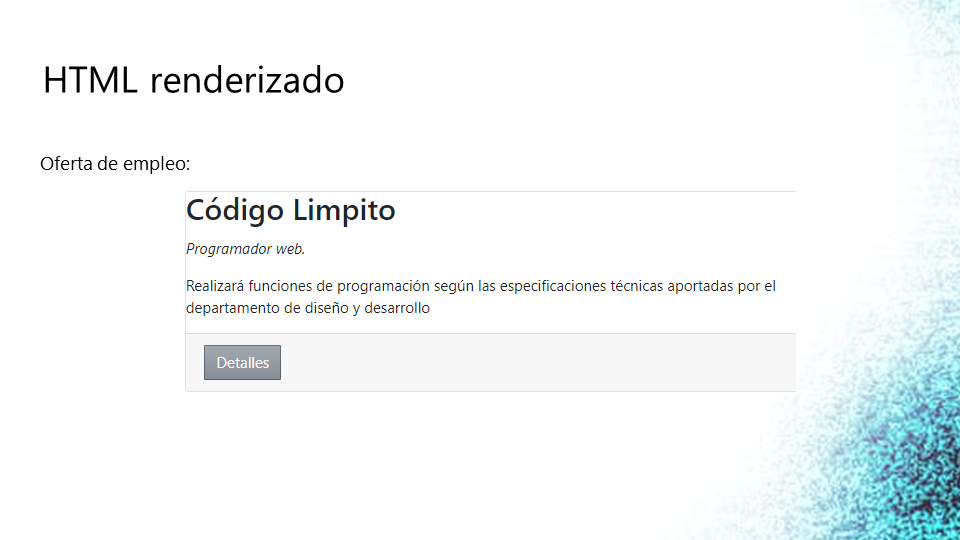 HTML renderizado
Oferta de empleo:
Código Limpito
Programador web.
Realizará funciones de programación según las especificaciones técnicas aportadas por el
departamento de diseño y desarrollo
Detalles